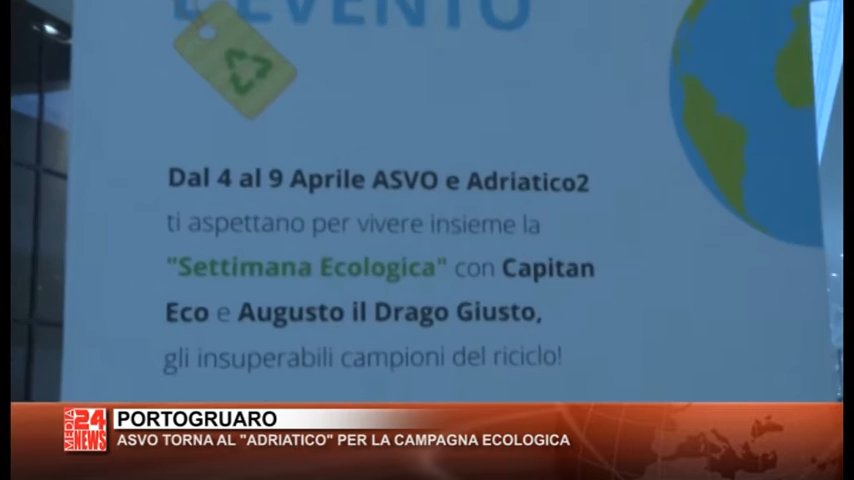 L'EVENTO
Dal 4 al 9 Aprile ASVO e Adriatico2
ti aspettano per vivere insieme la
"Settimana Ecologica" con Capitan
Eco e Augusto il Drago Giusto,
gli insuperabili campioni del riciclo!
MEDIA 24 NEWS
PORTOGRUARO
ASVO TORNA AL "ADRIATICO" PER LA CAMPAGNA ECOLOGICA